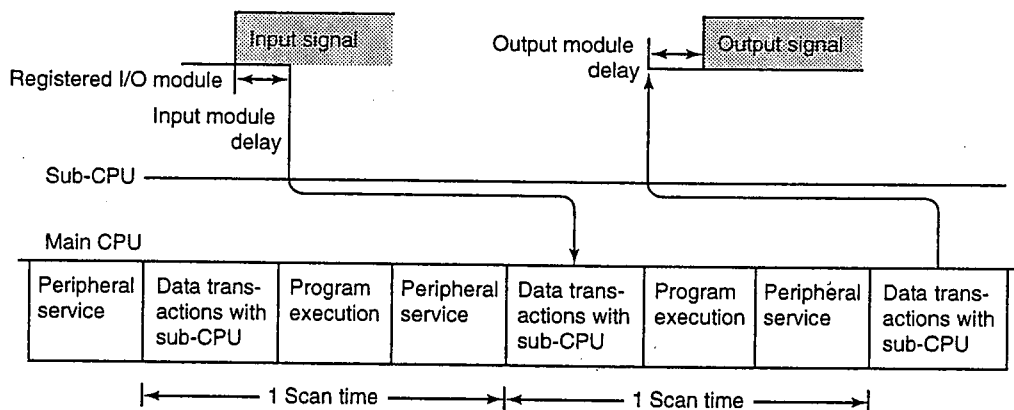 Input signal
Output module
delay
Output signal
Registered I/O module
Input module
delay
Sub-CPU
Main CPU
Peripheral
service
Data trans-
actions with
sub-CPU
Program
execution
Peripheral
service
Data trans-
actions with
sub-CPU
Program
execution
Peripheral
service
Data trans-
actions with
sub-CPU
1 Scan time
1 Scan time